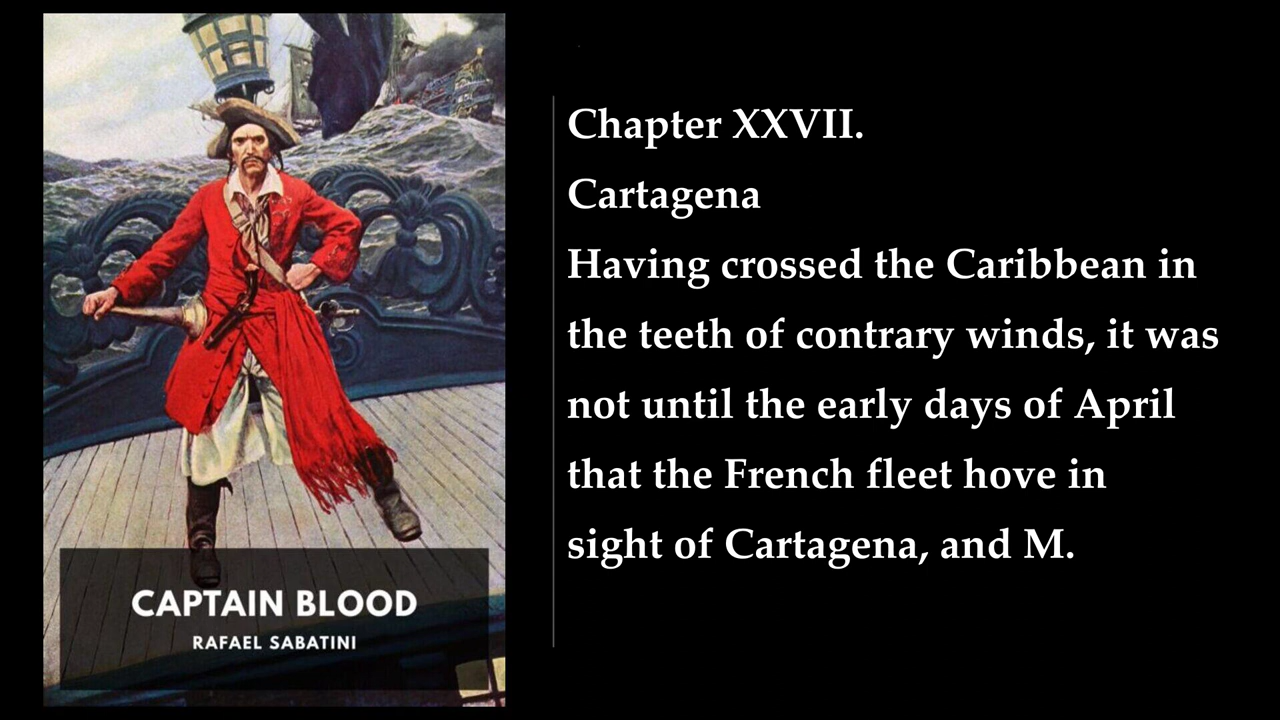 CAPTAIN BLOOD
RAFAEL SABATINI
Chapter XXVII.
Cartagena
Having crossed the Caribbean in
the teeth of contrary winds, it was
not until the early days of April
that the French fleet hove in
sight of Cartagena, and M.